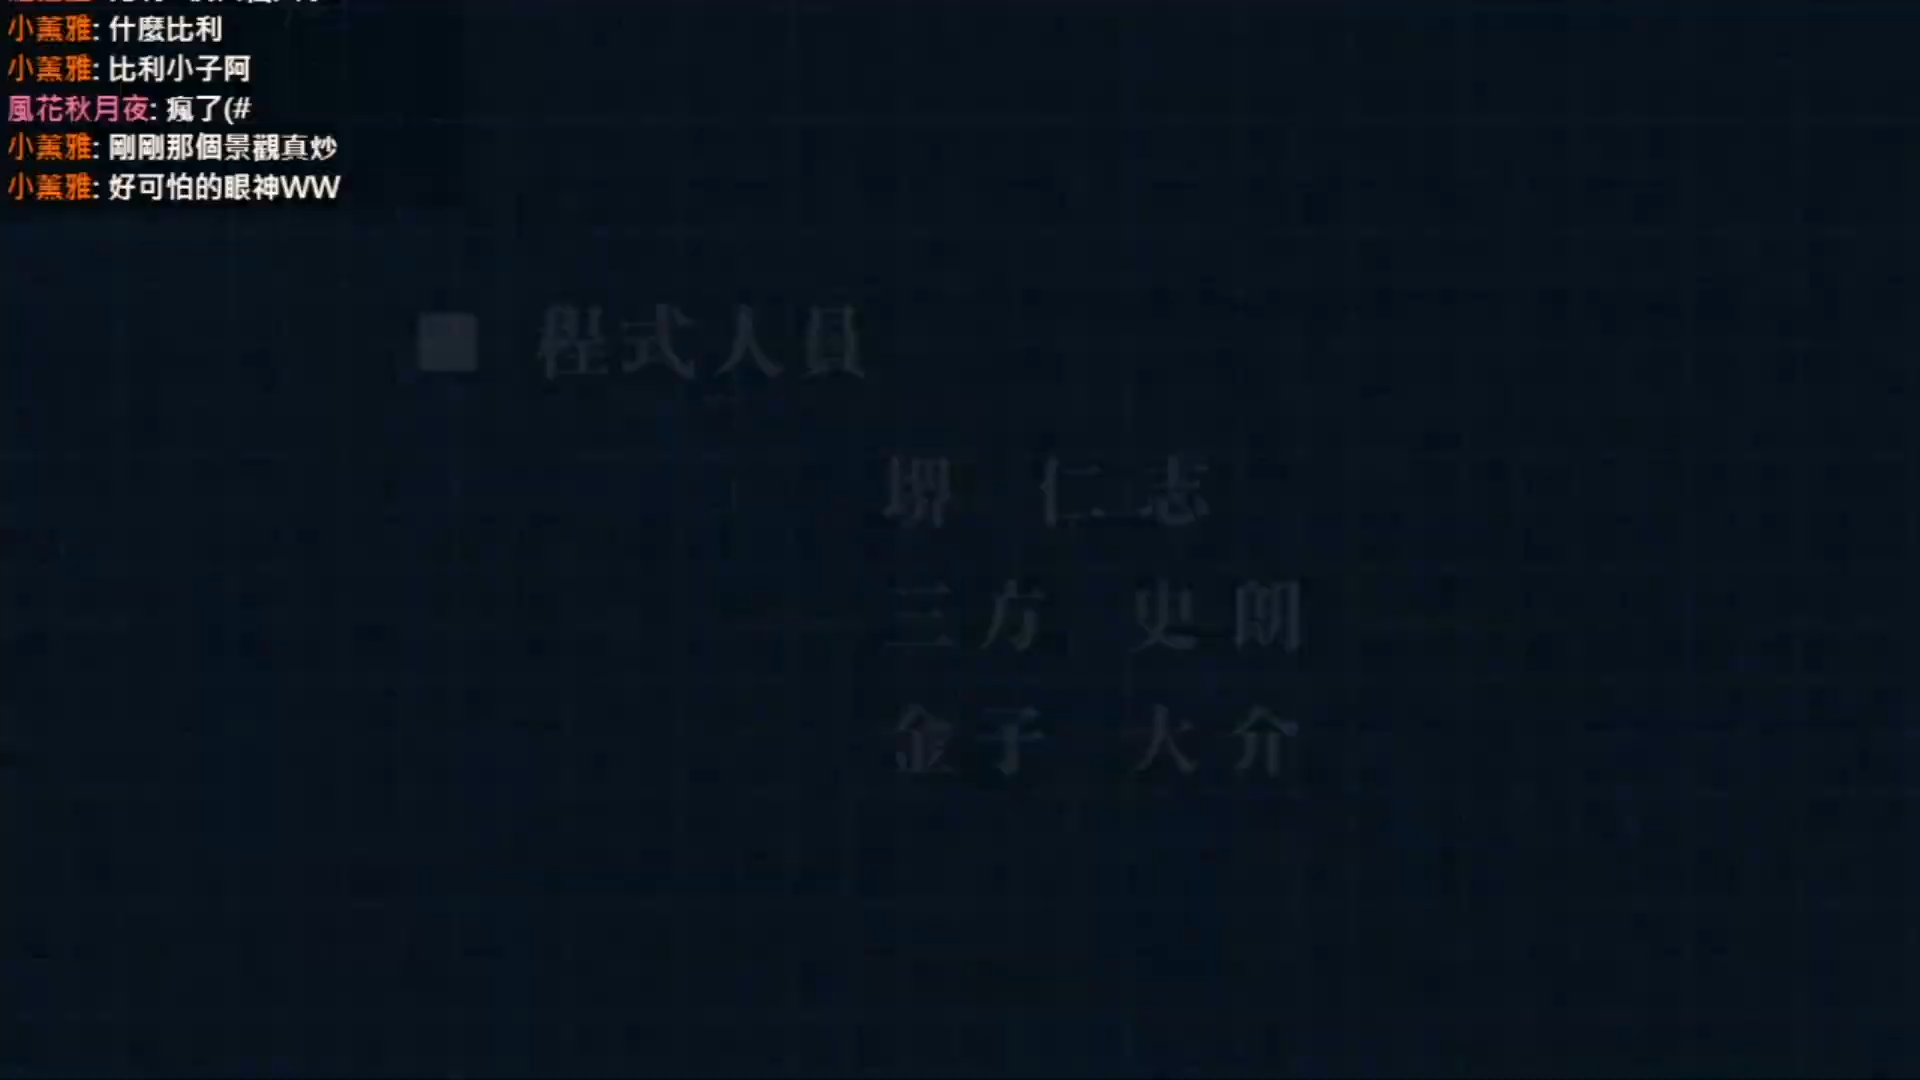 小薰雅: 什麼比利
小薰雅: 比利小子阿
風花秋月夜: 瘋了(#
小薰雅: 剛剛那個景觀真炒
小薰雅: 好可怕的眼神WW
■ 程式人員
堺 仁志
三方 史朗
金子 大介